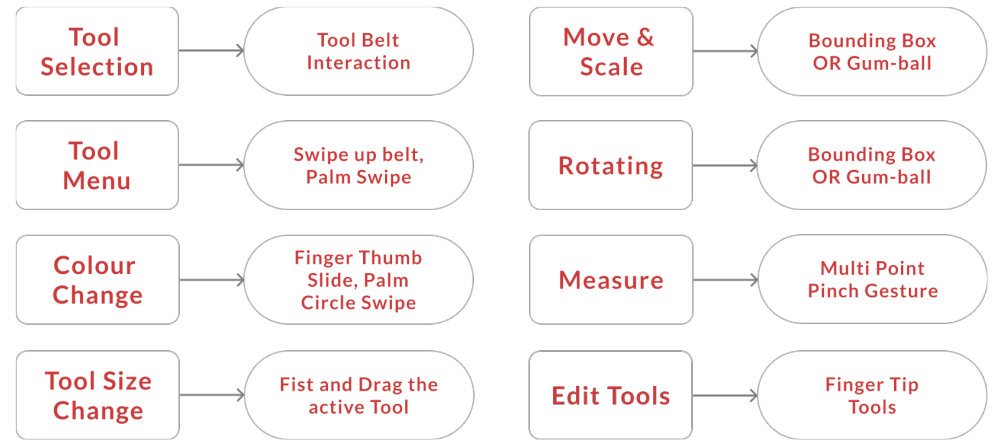 Tool
Selection
Tool Belt
Interaction
Tool
Menu
Swipe up belt,
Palm Swipe
Colour
Change
Finger Thumb
Slide, Palm
Circle Swipe
Tool Size
Change
Fist and Drag the
active Tool
Move &
Scale
Bounding Box
OR Gum-ball
Rotating
Bounding Box
OR Gum-ball
Measure
Multi Point
Pinch Gesture
Edit Tools
Finger Tip
Tools